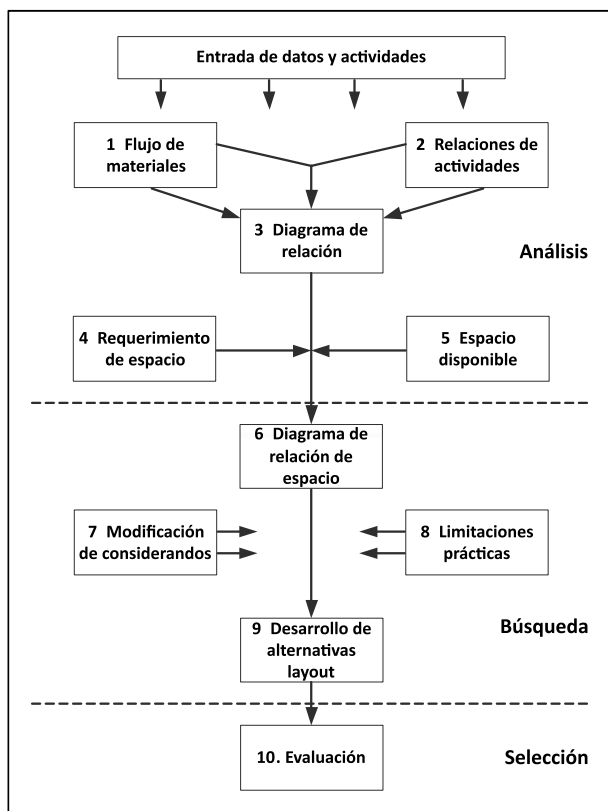 Entrada de datos y actividades
1 Flujo de
materiales
2 Relaciones de
actividades
3 Diagrama de
relación
Análisis
4 Requerimiento
de espacio
5 Espacio
disponible
6 Diagrama de
relación de
espacio
7 Modificación
de considerandos
8 Limitaciones
prácticas
9 Desarrollo de
alternativas
layout
Búsqueda
10. Evaluación
Selección